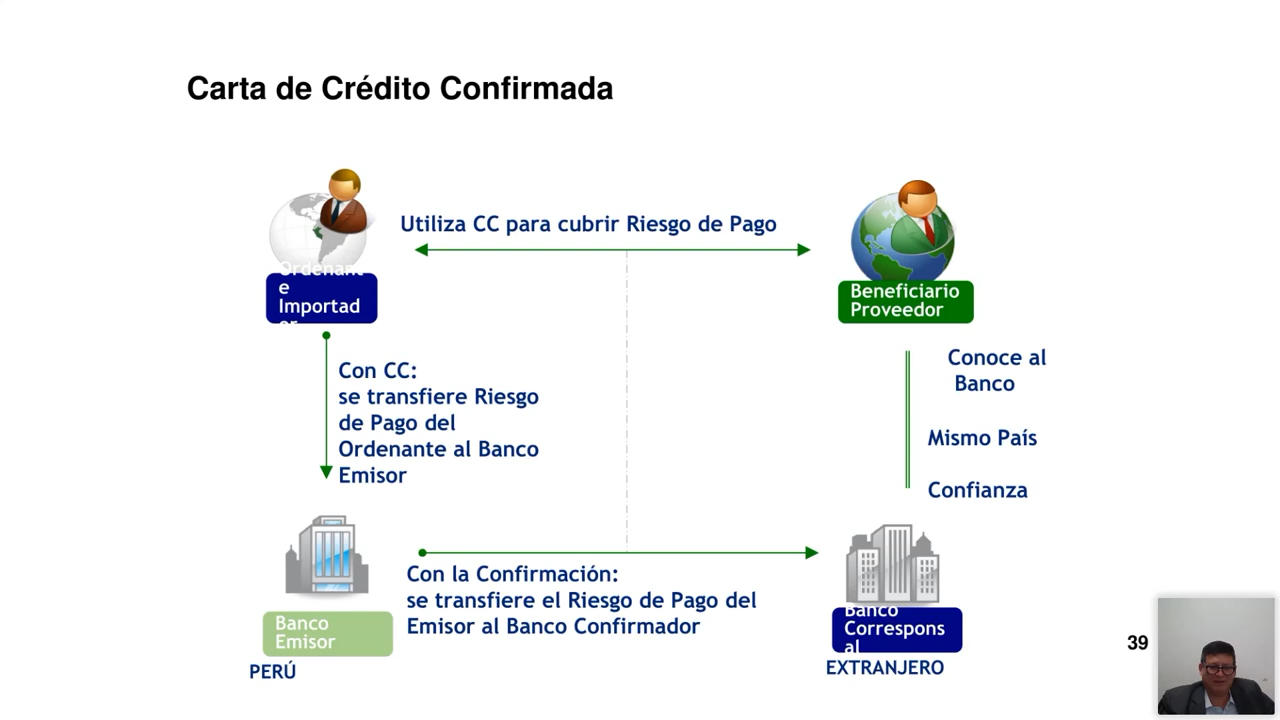 Carta de Crédito Confirmada
Utiliza CC para cubrir Riesgo de Pago
Ordenant
e
Importad
or
Beneficiario
Proveedor
Con CC:
se transfiere Riesgo
de Pago del
Ordenante al Banco
Emisor
Conoce al
Banco
Mismo País
Confianza
Con la Confirmación:
se transfiere el Riesgo de Pago del
Emisor al Banco Confirmador
Banco
Emisor
PERÚ
Banco
Correspons
al
EXTRANJERO
39